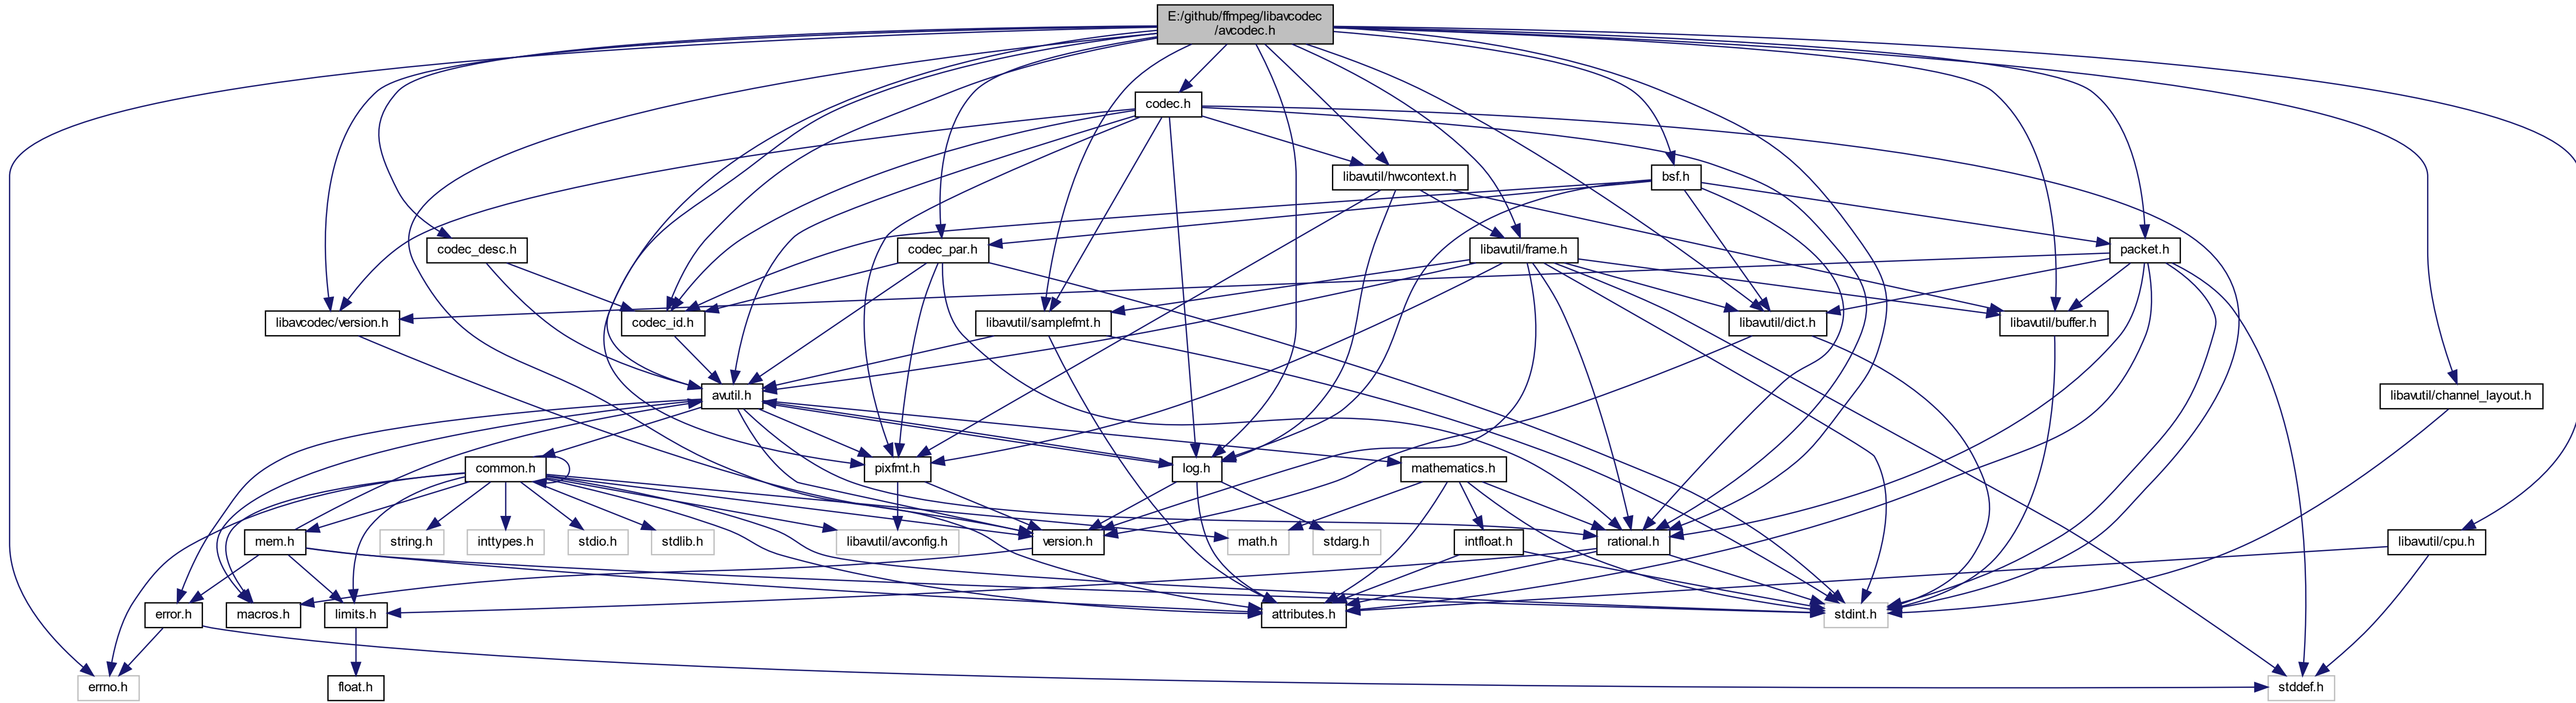 E:/github/ffmpeg/libavcodec
/avcodec.h
codec.h
libavutil/hwcontext.h
bsf.h
codec_desc.h
codec_par.h
libavutil/frame.h
packet.h
libavcodec/version.h
codec_id.h
libavutil/samplefmt.h
libavutil/dict.h
libavutil/buffer.h
avutil.h
libavutil/channel_layout.h
common.h
pixfmt.h
log.h
mathematics.h
mem.h
string.h
inttypes.h
stdio.h
stdlib.h
libavutil/avconfig.h
version.h
math.h
stdarg.h
intfloat.h
rational.h
libavutil/cpu.h
error.h
macros.h
limits.h
attributes.h
stdint.h
errno.h
float.h
stddef.h